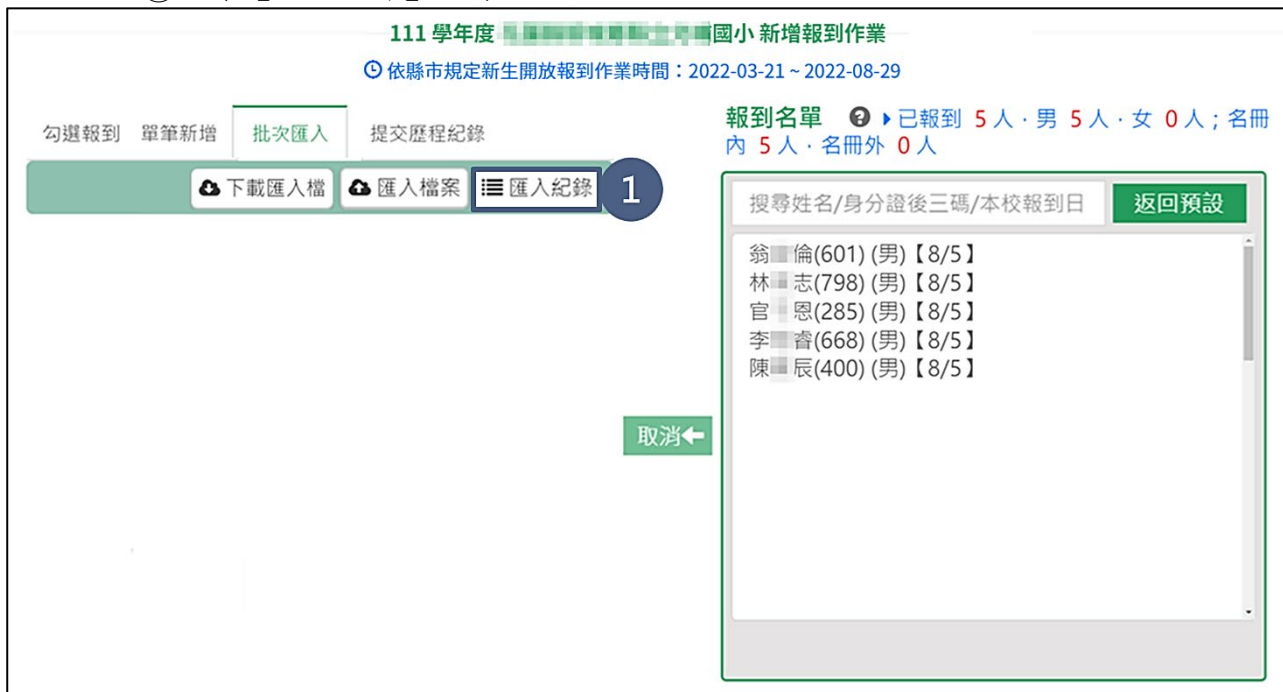 111 學年度 國小 新增報到作業
依縣市規定新生開放報到作業時間：2022-03-21 ~ 2022-08-29
勾選報到 單筆新增 批次匯入 提交歷程紀錄
下載匯入檔 匯入檔案 匯入紀錄 1
報到名單 已報到 5 人 · 男 5 人 · 女 0 人 ; 名冊
內 5 人 · 名冊外 0 人
搜尋姓名/身分證後三碼/本校報到日 返回預設
翁 倫(601) (男)【8/5】
林 志(798) (男)【8/5】
官 恩(285) (男)【8/5】
李 睿(668) (男)【8/5】
陳 辰(400) (男)【8/5】
取消